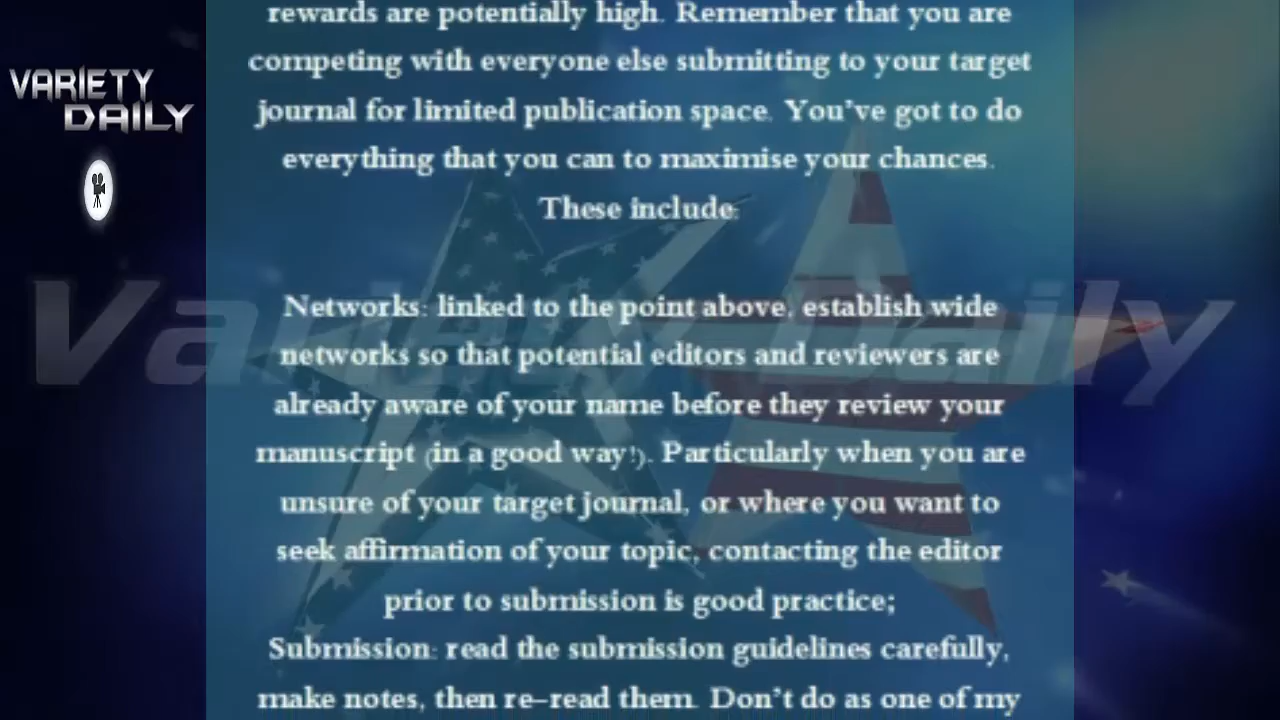 VARIETY
DAILY
Variety Daily
rewards are potentially high. Remember that you are
competing with everyone else submitting to your target
journal for limited publication space. You've got to do
everything that you can to maximise your chances.
These include:
Networks: linked to the point above, establish wide
networks so that potential editors and reviewers are
already aware of your name before they review your
manuscript (in a good way!). Particularly when you are
unsure of your target journal, or where you want to
seek affirmation of your topic, contacting the editor
prior to submission is good practice;
Submission: read the submission guidelines carefully,
make notes, then re-read them. Don't do as one of my